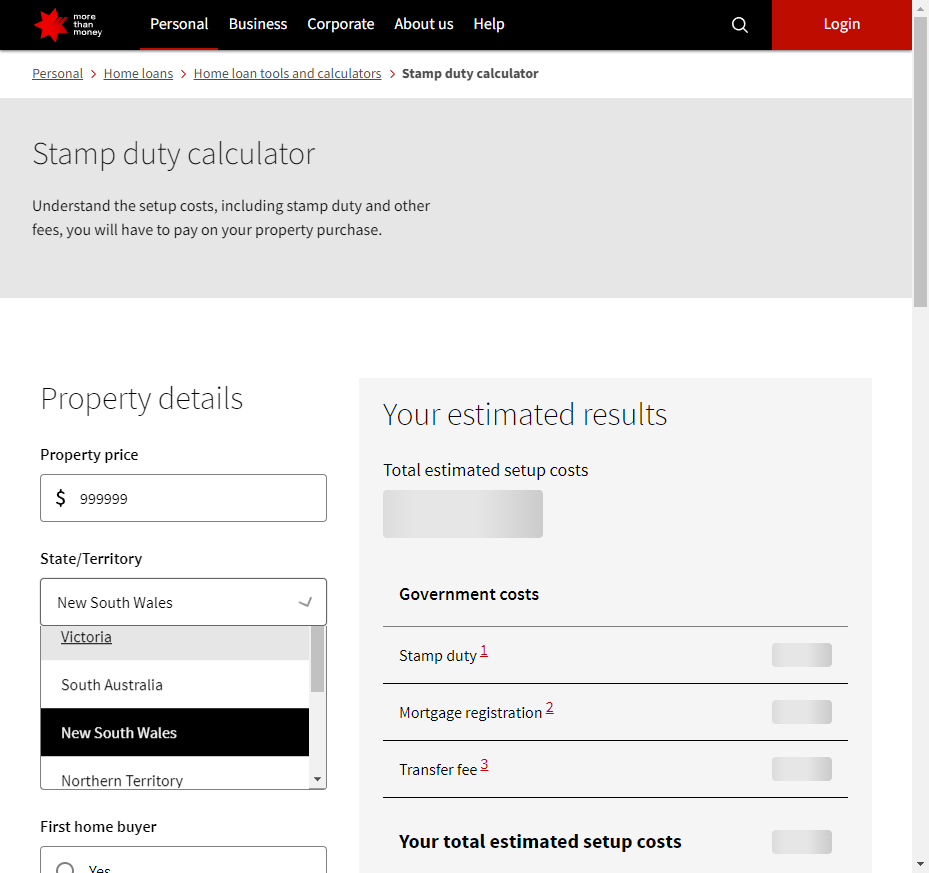 more
than
money
Personal Business Corporate About us Help Login
Personal > Home loans > Home loan tools and calculators > Stamp duty calculator
Stamp duty calculator
Understand the setup costs, including stamp duty and other
fees, you will have to pay on your property purchase.
Property details
Property price
$ 999999
State/Territory
New South Wales
Victoria
South Australia
New South Wales
Northern Territory
First home buyer
Yes
Your estimated results
Total estimated setup costs
Government costs
Stamp duty 1
Mortgage registration 2
Transfer fee 3
Your total estimated setup costs